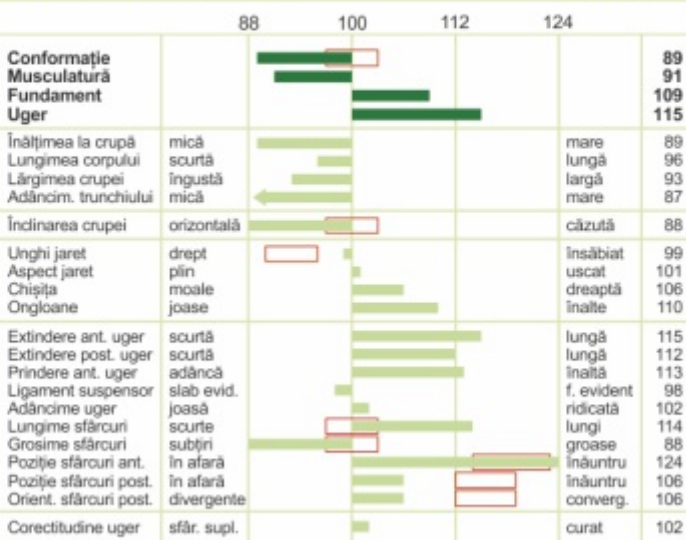 88 100 112 124
Conformație 89
Musculatură 91
Fundament 109
Uger 115
Înălțimea la crupă mică mare 89
Lungimea corpului scurtă lungă 96
Lărgimea crupei îngustă largă 93
Adâncim. trunchiului mică mare 87
Înclinarea crupei orizontală căzută 88
Unghi jaret drept însăbiat 99
Aspect jaret plin uscat 101
Chișița moale dreaptă 106
Ongloane joase înalte 110
Extindere ant. uger scurtă lungă 115
Extindere post. uger scurtă lungă 112
Prindere ant. uger adâncă înaltă 113
Ligament suspensor slab evid. f. evident 98
Adâncime uger joasă ridicată 102
Lungime sfârcuri scurte lungi 114
Grosime sfârcuri subțiri groase 88
Poziție sfârcuri ant. în afară înăuntru 124
Poziție sfârcuri post. în afară înăuntru 106
Orient. sfârcuri post. divergente converg. 106
Corectitudine uger sfâr. supl. curat 102